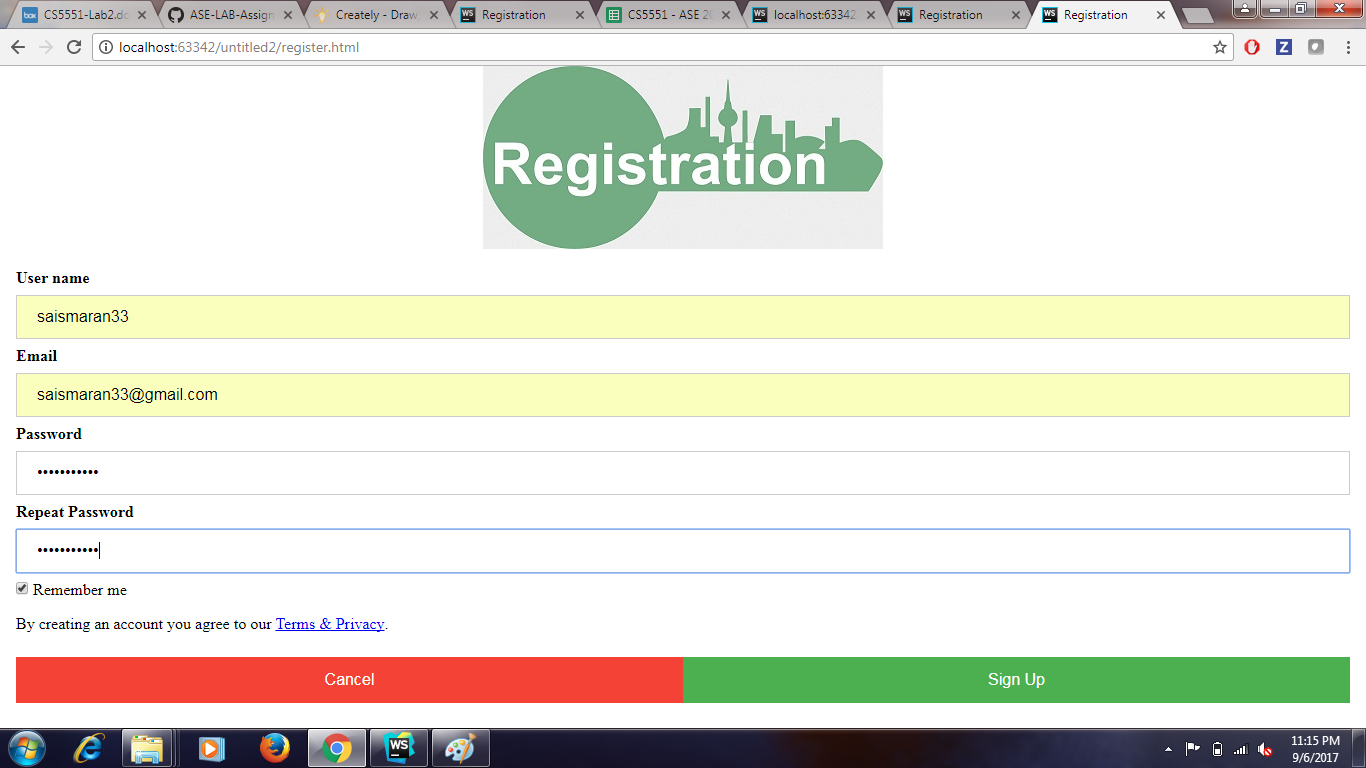 CS5551-Lab2.do
ASE-LAB-Assign
Creately - Draw
Registration
CS5551 - ASE 20
localhost:63342
Registration
Registration
localhost:63342/untitled2/register.html
Registration
User name
saismaran33
Email
saismaran33@gmail.com
Password
•••••••••••
Repeat Password
•••••••••••
Remember me
By creating an account you agree to our Terms & Privacy.
Cancel
Sign Up
11:15 PM
9/6/2017